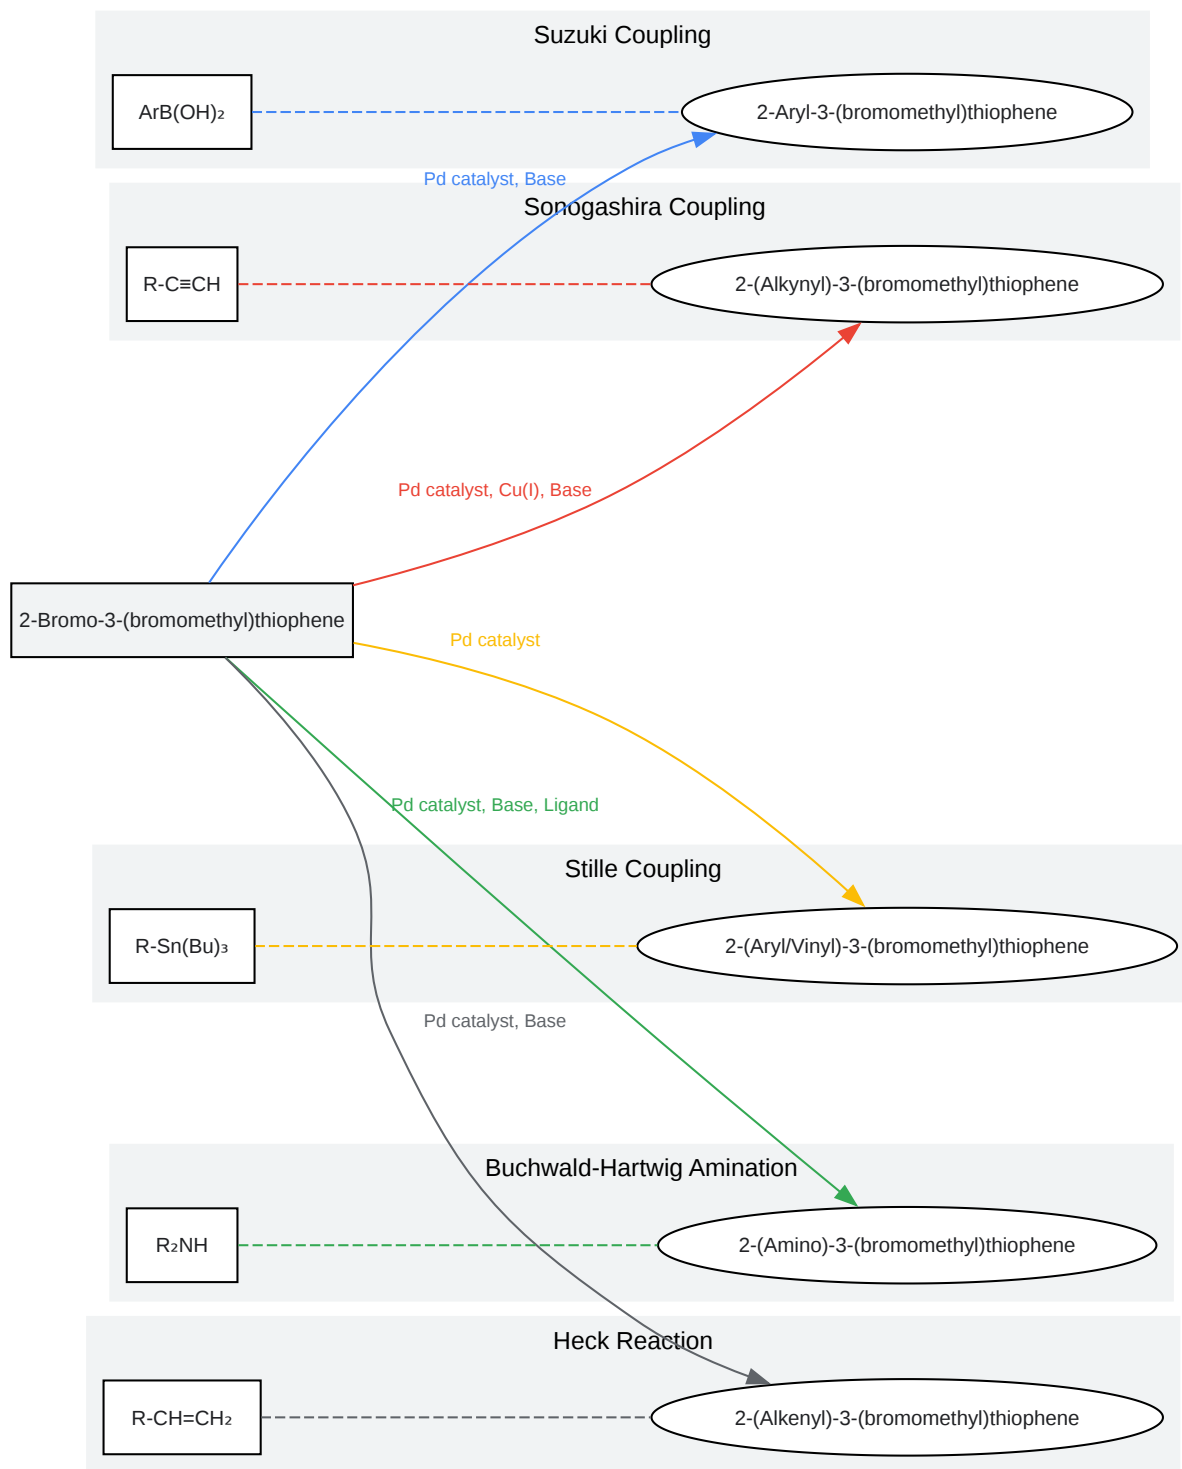 Suzuki Coupling
ArB(OH)₂
2-Aryl-3-(bromomethyl)thiophene
Pd catalyst, Base
Sonogashira Coupling
R-C≡CH
2-(Alkynyl)-3-(bromomethyl)thiophene
Pd catalyst, Cu(I), Base
2-Bromo-3-(bromomethyl)thiophene
Pd catalyst
Pd catalyst, Base, Ligand
Stille Coupling
R-Sn(Bu)₃
2-(Aryl/Vinyl)-3-(bromomethyl)thiophene
Pd catalyst, Base
Buchwald-Hartwig Amination
R₂NH
2-(Amino)-3-(bromomethyl)thiophene
Heck Reaction
R-CH=CH₂
2-(Alkenyl)-3-(bromomethyl)thiophene